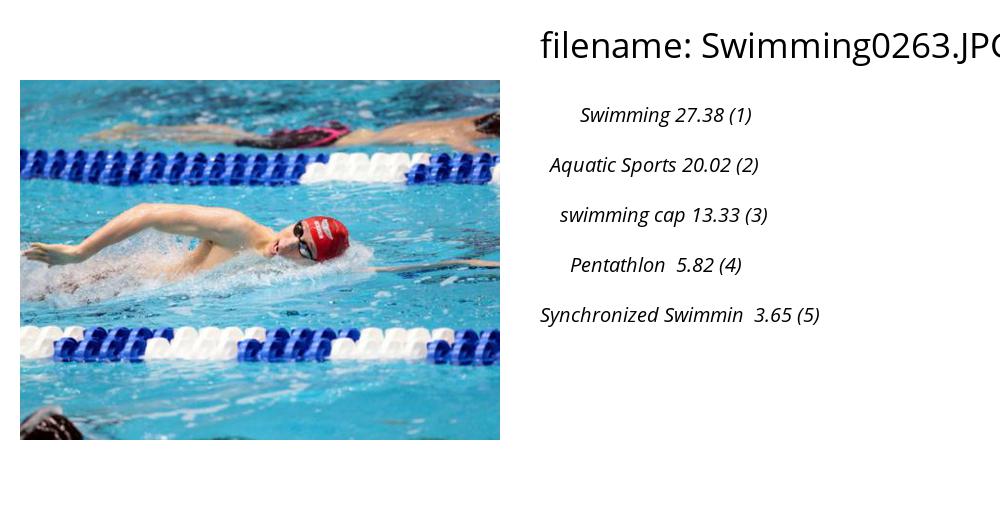 filename: Swimming0263.JPG
Swimming 27.38 (1)
Aquatic Sports 20.02 (2)
swimming cap 13.33 (3)
Pentathlon 5.82 (4)
Synchronized Swimmin 3.65 (5)